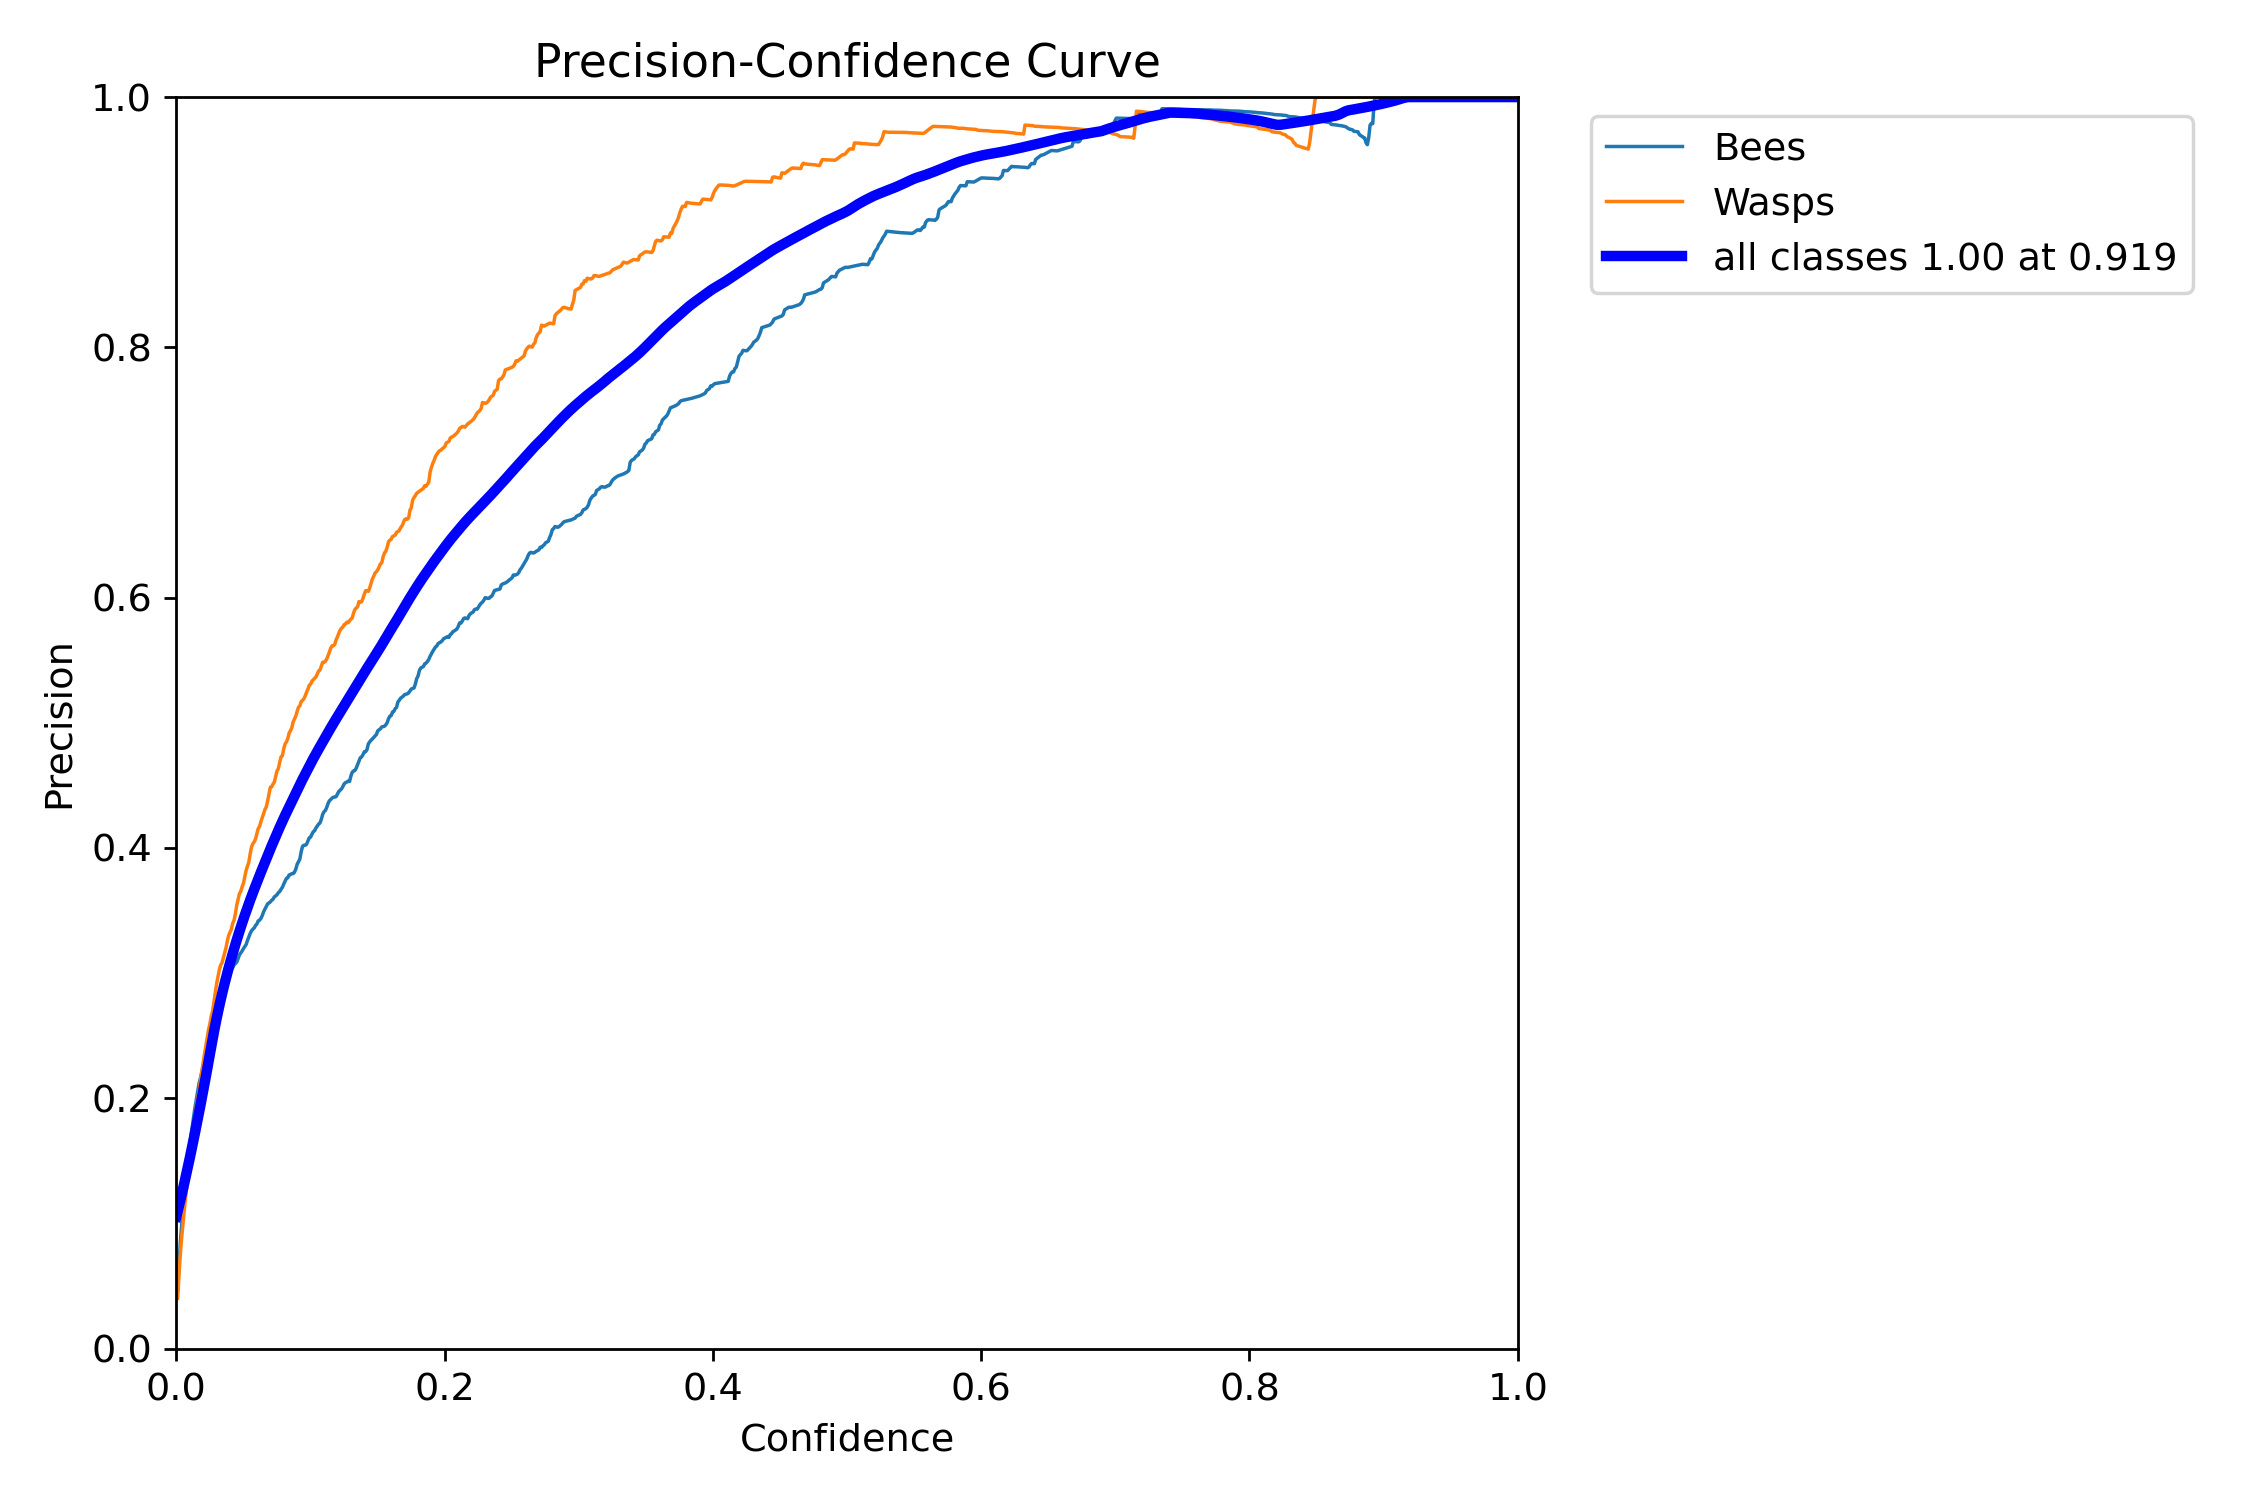 Precision-Confidence Curve
1.0
0.8
0.6
0.4
0.2
0.0
Precision
0.0 0.2 0.4 0.6 0.8 1.0
Confidence
Bees
Wasps
all classes 1.00 at 0.919